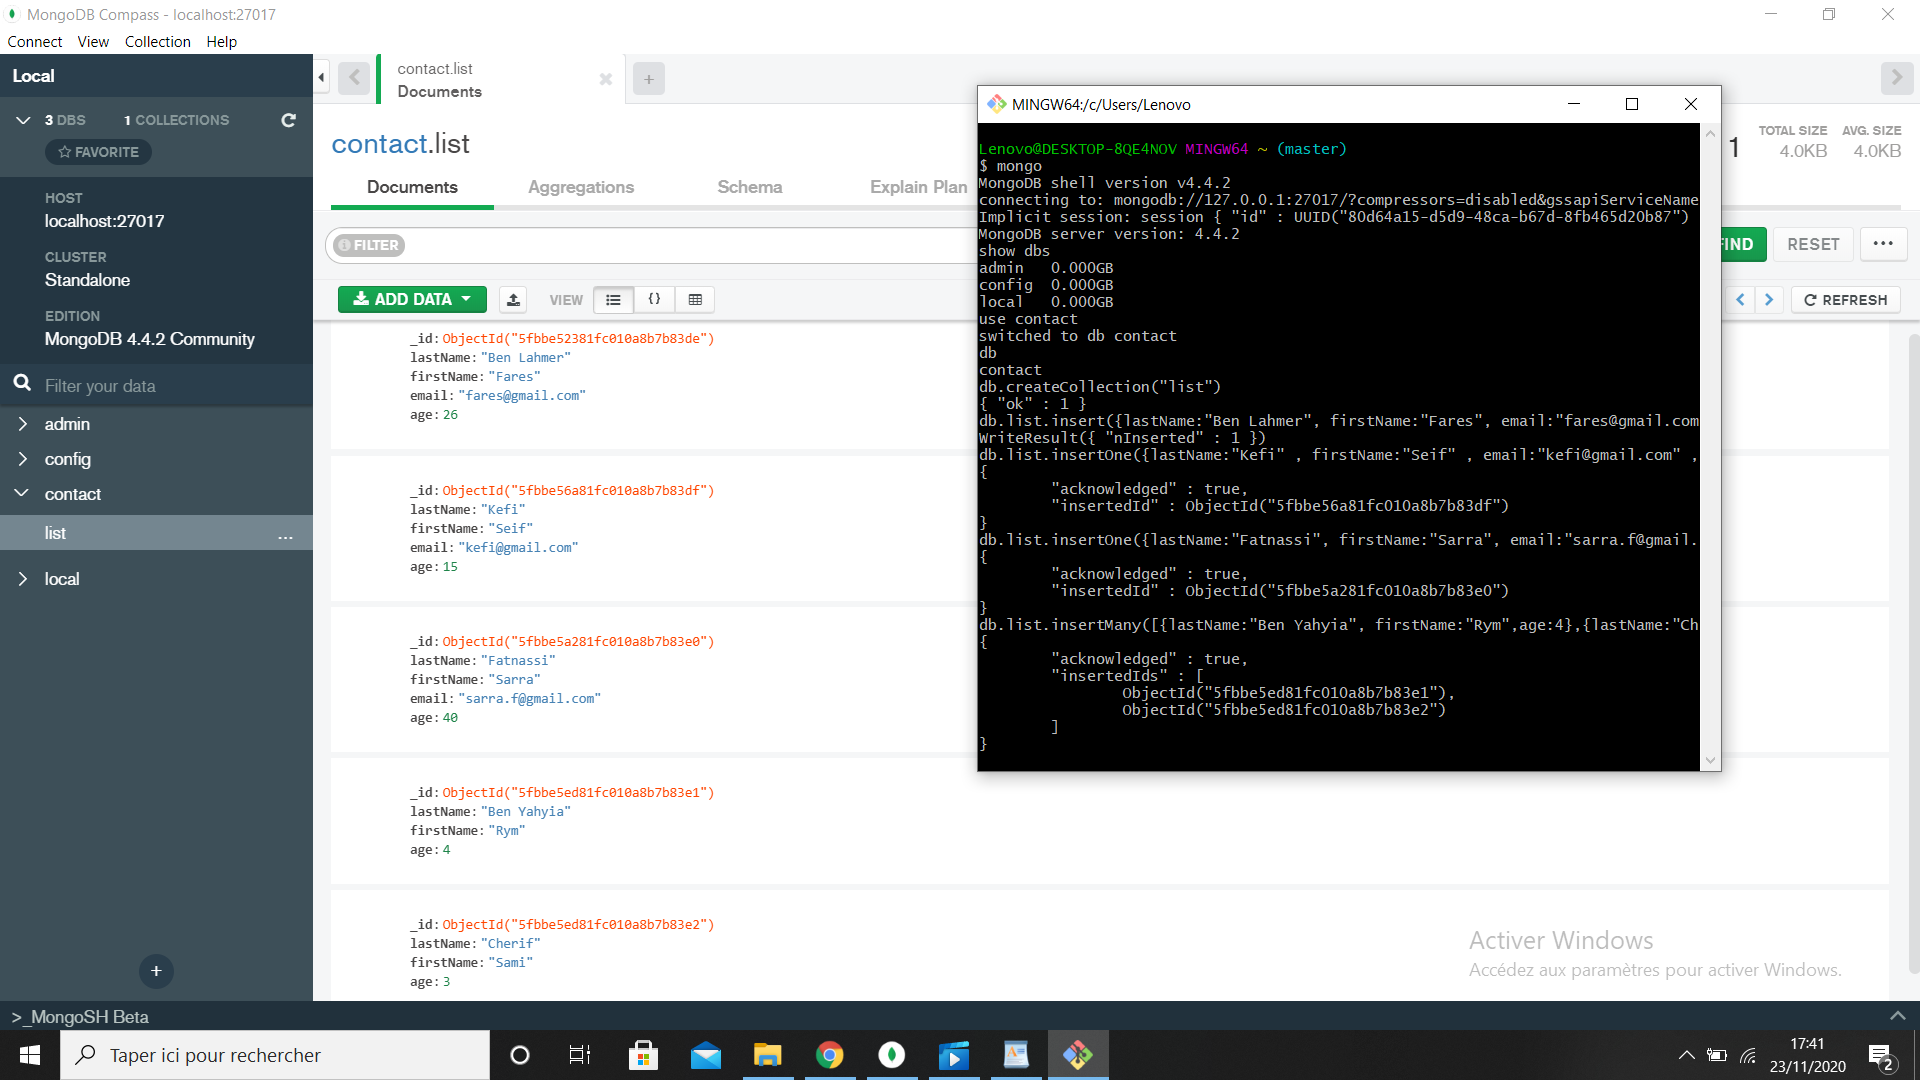 MongoDB Compass - localhost:27017
Connect View Collection Help
Local
3 DBS 1 COLLECTIONS
FAVORITE
HOST
localhost:27017
CLUSTER
Standalone
EDITION
MongoDB 4.4.2 Community
Filter your data
admin
config
contact
list ...
local
+
>_MongoSH Beta
contact.list
Documents
+
contact.list
Documents Aggregations Schema Explain Plan
1
TOTAL SIZE AVG. SIZE
4.0KB 4.0KB
FILTER
FIND RESET ...
ADD DATA VIEW {} REFRESH
_id: ObjectId("5fbbe52381fc010a8b7b83de")
lastName: "Ben Lahmer"
firstName: "Fares"
email: "fares@gmail.com"
age: 26
_id: ObjectId("5fbbe56a81fc010a8b7b83df")
lastName: "Kefi"
firstName: "Seif"
email: "kefi@gmail.com"
age: 15
_id: ObjectId("5fbbe5a281fc010a8b7b83e0")
lastName: "Fatnassi"
firstName: "Sarra"
email: "sarra.f@gmail.com"
age: 40
_id: ObjectId("5fbbe5ed81fc010a8b7b83e1")
lastName: "Ben Yahyia"
firstName: "Rym"
age: 4
_id: ObjectId("5fbbe5ed81fc010a8b7b83e2")
lastName: "Cherif"
firstName: "Sami"
age: 3
MINGW64:/c/Users/Lenovo
Lenovo@DESKTOP-8QE4NOV MINGW64 ~ (master)
$ mongo
MongoDB shell version v4.4.2
connecting to: mongodb://127.0.0.1:27017/?compressors=disabled&gssapiServiceName
Implicit session: session { "id" : UUID("80d64a15-d5d9-48ca-b67d-8fb465d20b87")
MongoDB server version: 4.4.2
show dbs
admin 0.000GB
config 0.000GB
local 0.000GB
use contact
switched to db contact
db
contact
db.createCollection("list")
{ "ok" : 1 }
db.list.insert({lastName:"Ben Lahmer", firstName:"Fares", email:"fares@gmail.com
WriteResult({ "nInserted" : 1 })
db.list.insertOne({lastName:"Kefi" , firstName:"Seif" , email:"kefi@gmail.com" ,
{
"acknowledged" : true,
"insertedId" : ObjectId("5fbbe56a81fc010a8b7b83df")
}
db.list.insertOne({lastName:"Fatnassi", firstName:"Sarra", email:"sarra.f@gmail.
{
"acknowledged" : true,
"insertedId" : ObjectId("5fbbe5a281fc010a8b7b83e0")
}
db.list.insertMany([{lastName:"Ben Yahyia", firstName:"Rym",age:4},{lastName:"Ch
{
"acknowledged" : true,
"insertedIds" : [
ObjectId("5fbbe5ed81fc010a8b7b83e1"),
ObjectId("5fbbe5ed81fc010a8b7b83e2")
]
}
Activer Windows
Accédez aux paramètres pour activer Windows.
Taper ici pour rechercher
17:41
23/11/2020
2